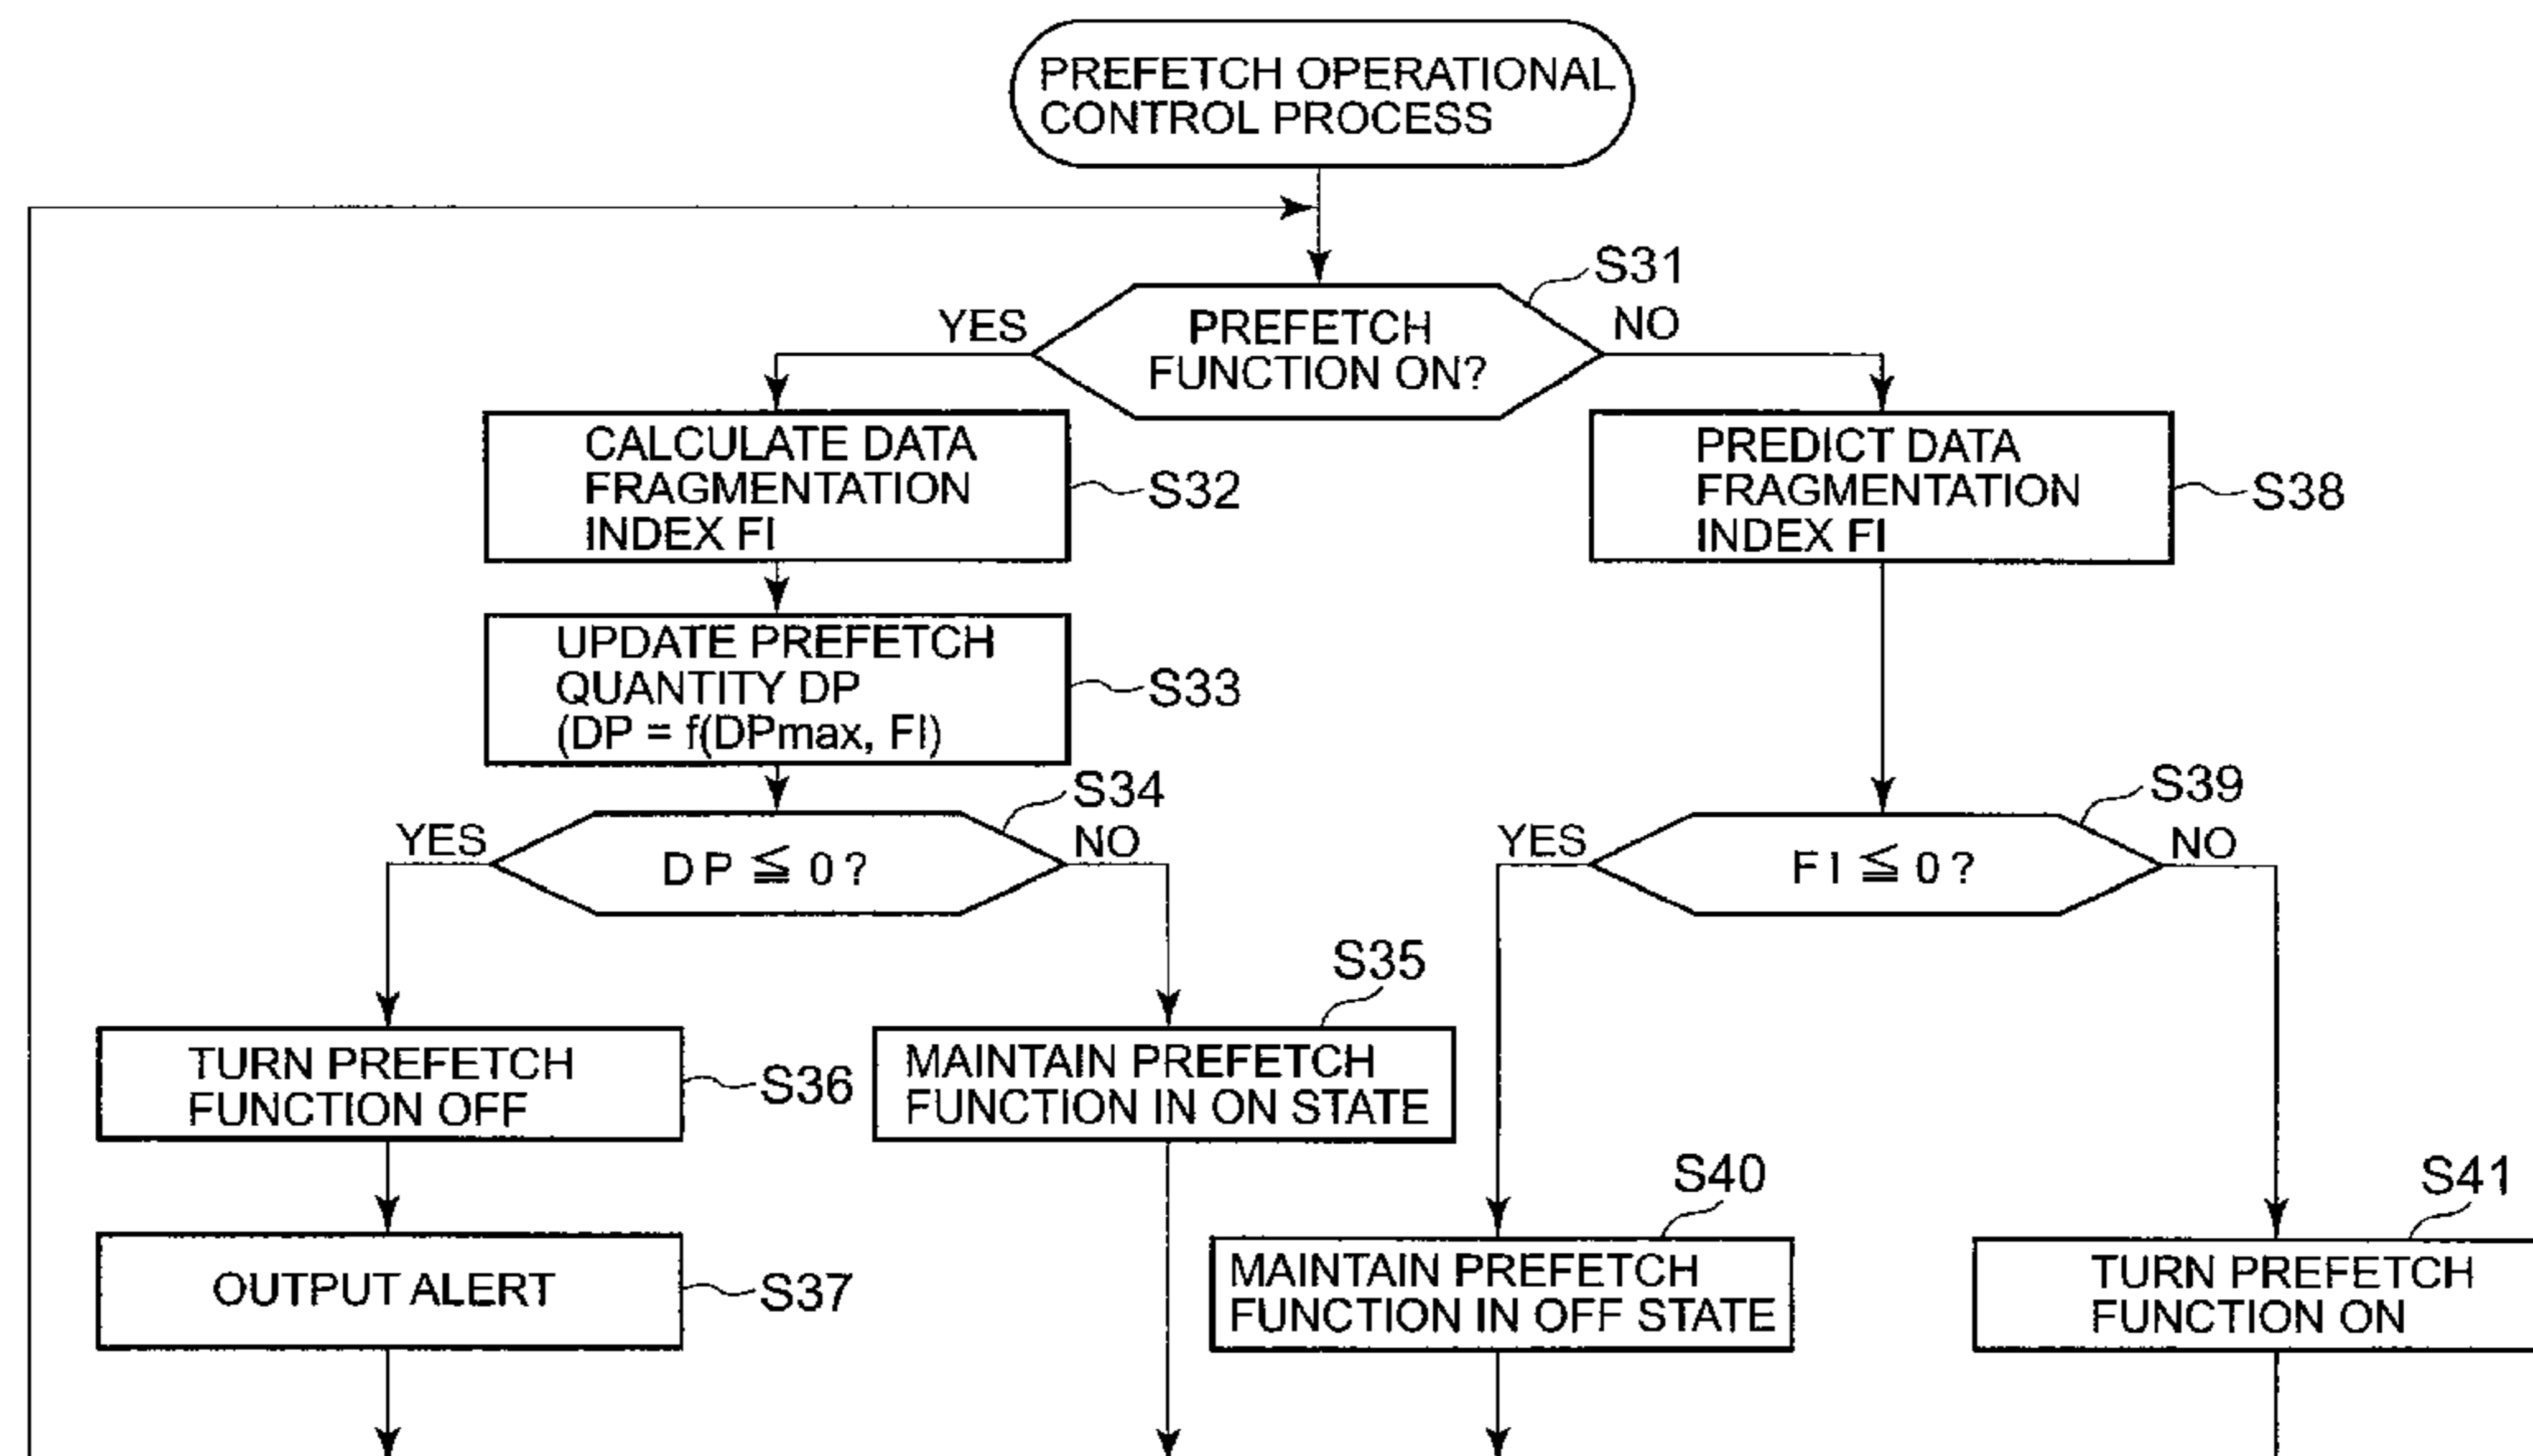 PREFETCH OPERATIONAL
CONTROL PROCESS
S31
YES
PREFETCH
FUNCTION ON?
NO
CALCULATE DATA
FRAGMENTATION
INDEX FI
S32
PREDICT DATA
FRAGMENTATION
INDEX FI
S38
UPDATE PREFETCH
QUANTITY DP
(DP = f(DPmax, FI)
S33
S34
YES
DP ≦ 0?
NO
S39
YES
FI ≦ 0?
NO
S35
TURN PREFETCH
FUNCTION OFF
S36
MAINTAIN PREFETCH
FUNCTION IN ON STATE
S40
S41
OUTPUT ALERT
S37
MAINTAIN PREFETCH
FUNCTION IN OFF STATE
TURN PREFETCH
FUNCTION ON